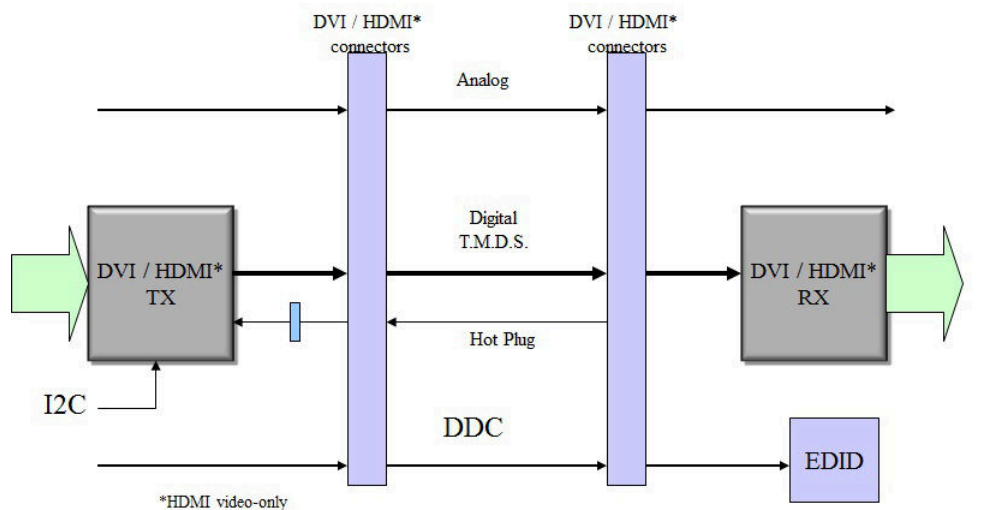 DVI / HDMI*
connectors
DVI / HDMI*
connectors
Analog
Digital
T.M.D.S.
DVI / HDMI*
TX
DVI / HDMI*
RX
Hot Plug
I2C
DDC
EDID
*HDMI video-only